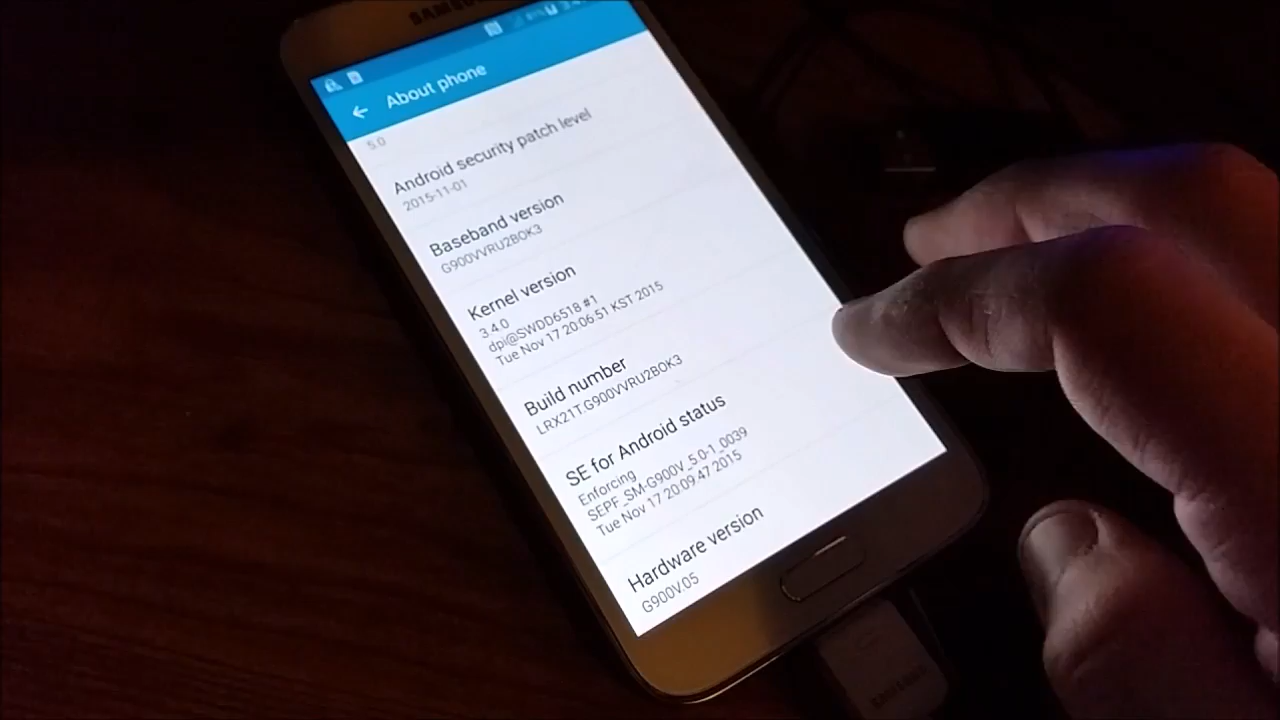 SAMSUNG
About phone
5.0
Android security patch level
2015-11-01
Baseband version
G900VVRU2BOK3
Kernel version
3.4.0
dpi@SWDD6518 #1
Tue Nov 17 20:06:51 KST 2015
Build number
LRX21T.G900VVRU2BOK3
SE for Android status
Enforcing
SEPF_SM-G900V_5.0-1_0039
Tue Nov 17 20:09:47 2015
Hardware version
G900V.05